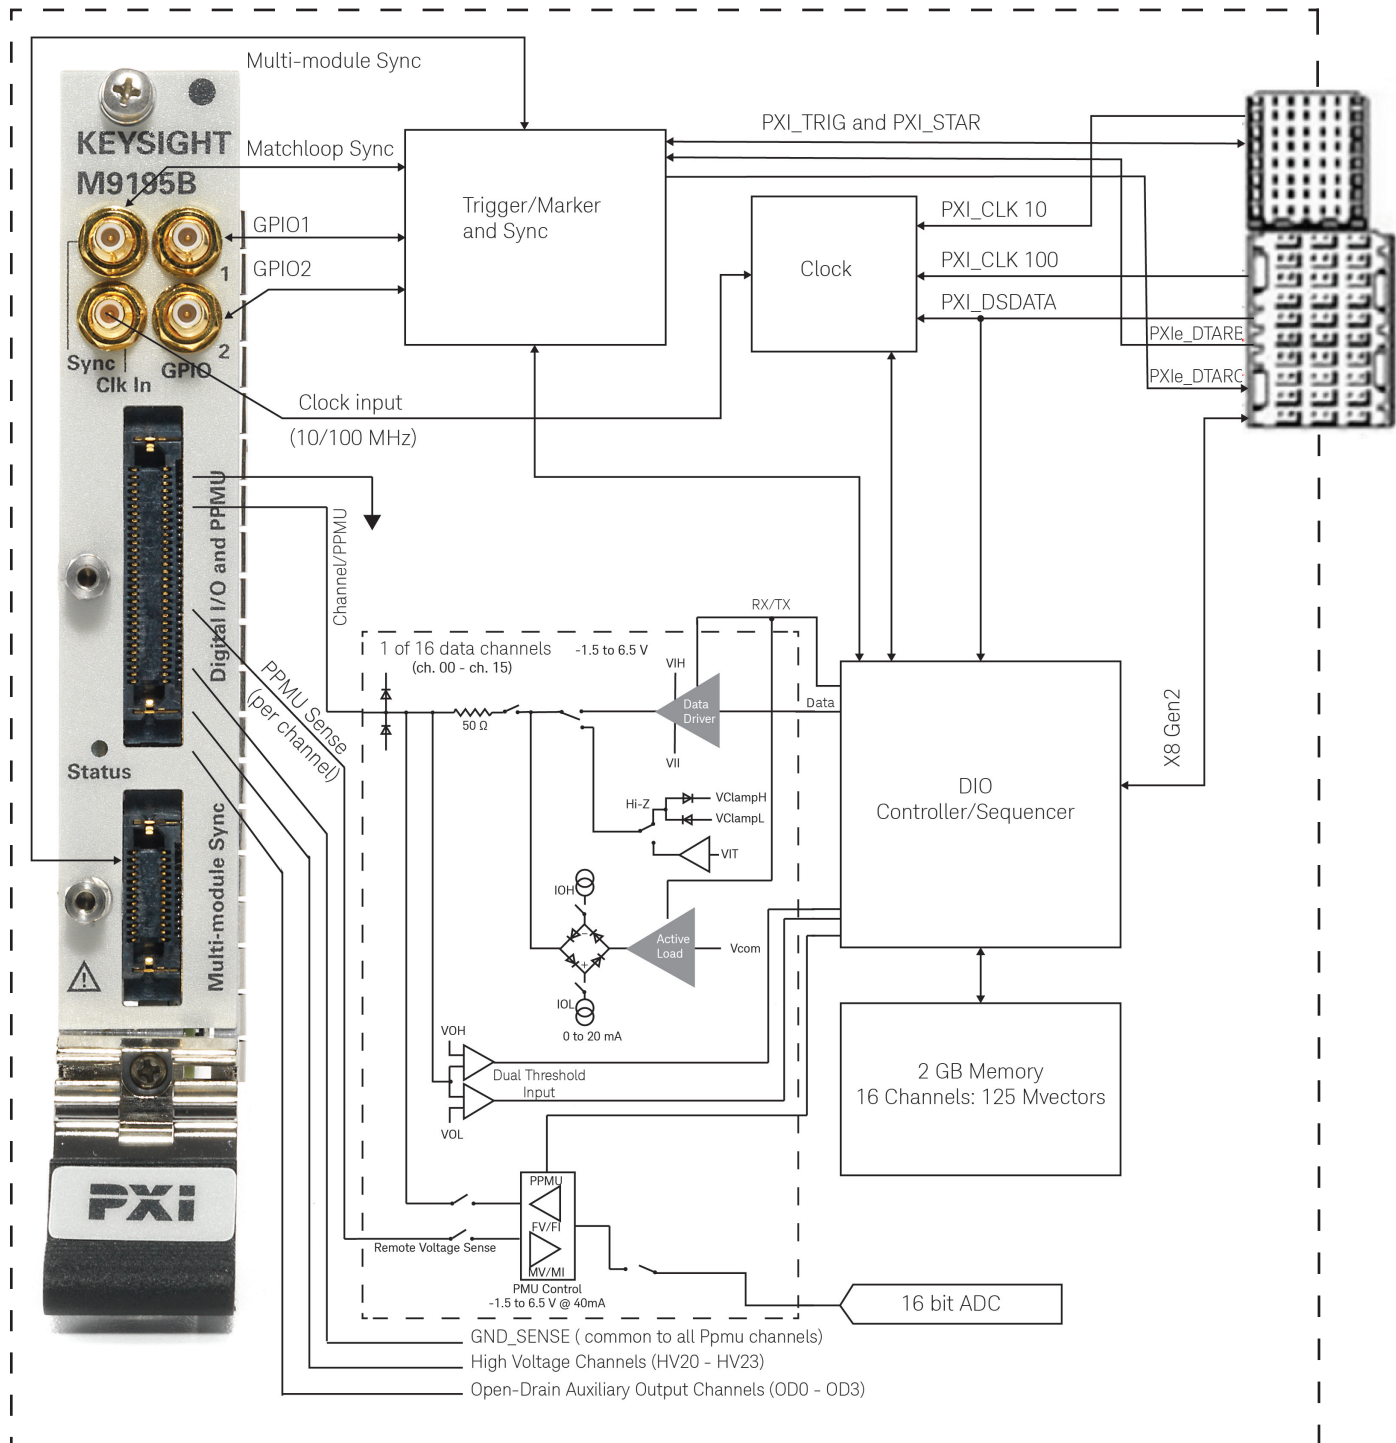 Multi-module Sync
KEYSIGHT
M9195B
Matchloop Sync
GPIO1
1
GPIO2
2
Sync
Clk In
GPIO
Clock input
(10/100 MHz)
Trigger/Marker
and Sync
PXI_TRIG and PXI_STAR
Clock
PXI_CLK 10
PXI_CLK 100
PXI_DSDATA
PXIe_DTARB
PXIe_DTARC
Digital I/O and PPMU
Channel/PPMU
PPMU Sense
(per channel)
Status
Multi-module Sync
PXI
RX/TX
1 of 16 data channels
(ch. 00 - ch. 15)
-1.5 to 6.5 V
VIH
Data
Driver
VII
Data
50 Ω
Hi-Z
VClampH
VClampL
VIT
IOH
Active
Load
Vcom
-
+
IOL
0 to 20 mA
VOH
Dual Threshold
Input
VOL
PPMU
FV/FI
MV/MI
Remote Voltage Sense
PMU Control
-1.5 to 6.5 V @ 40mA
DIO
Controller/Sequencer
X8 Gen2
2 GB Memory
16 Channels: 125 Mvectors
16 bit ADC
GND_SENSE ( common to all Ppmu channels)
High Voltage Channels (HV20 - HV23)
Open-Drain Auxiliary Output Channels (OD0 - OD3)